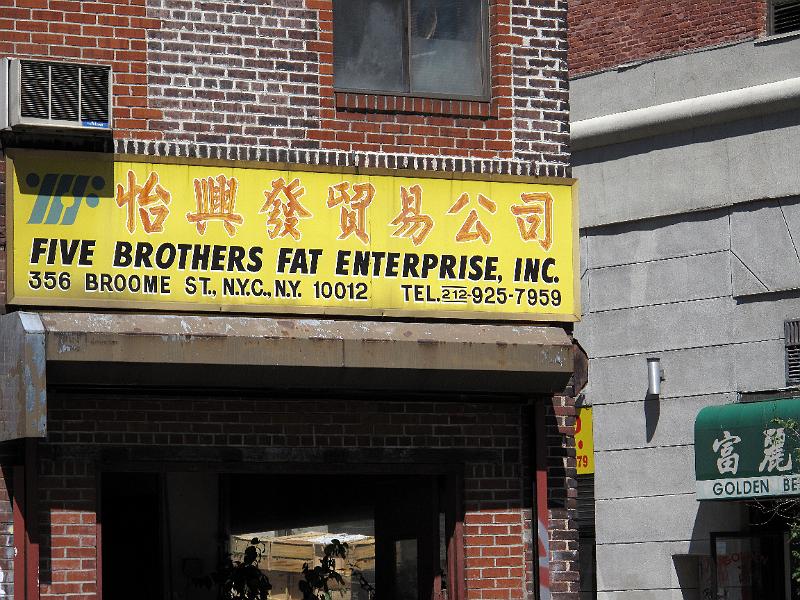 怡興發貿易公司
FIVE BROTHERS FAT ENTERPRISE, INC.
356 BROOME ST., N.Y.C., N.Y. 10012 TEL. 212-925-7959
富麗
GOLDEN BE